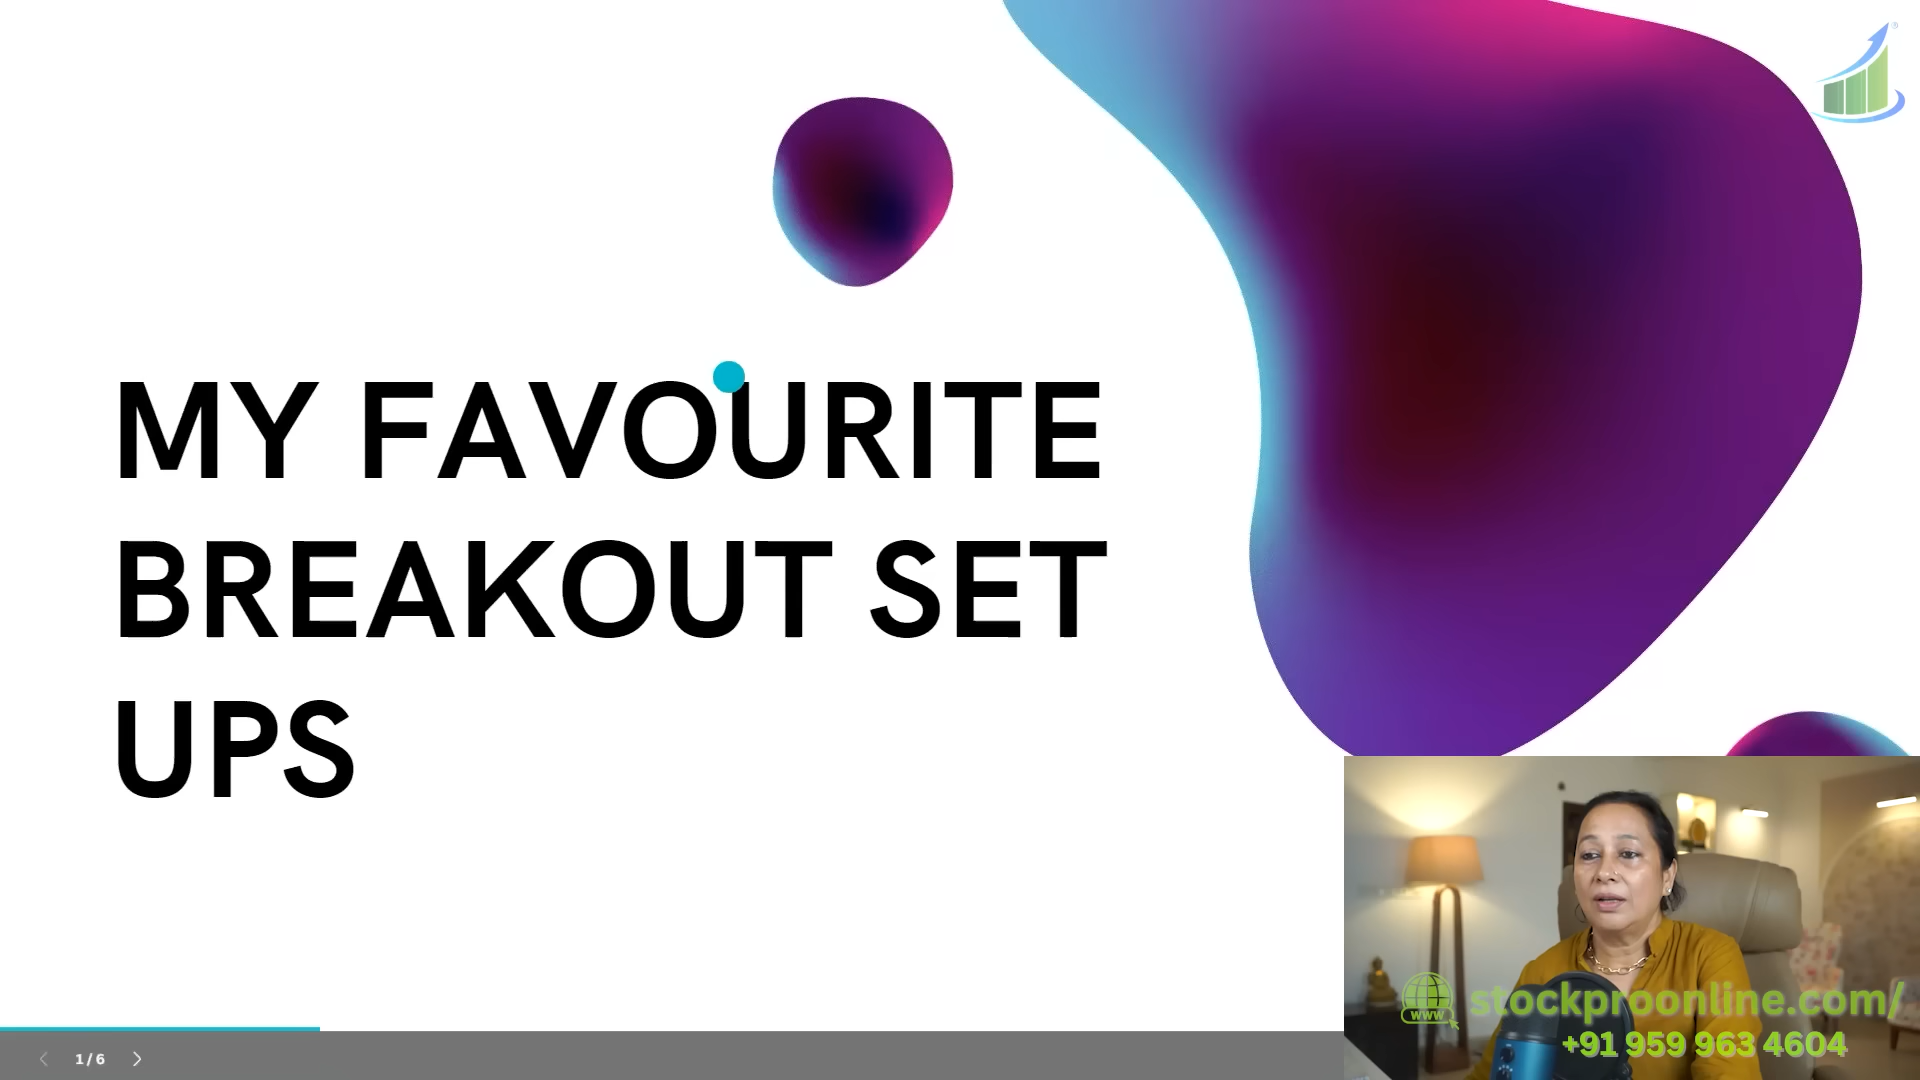 MY FAVOURITE
BREAKOUT SET
UPS
1 / 6
www
stockproonline.com/
+91 959 963 4604